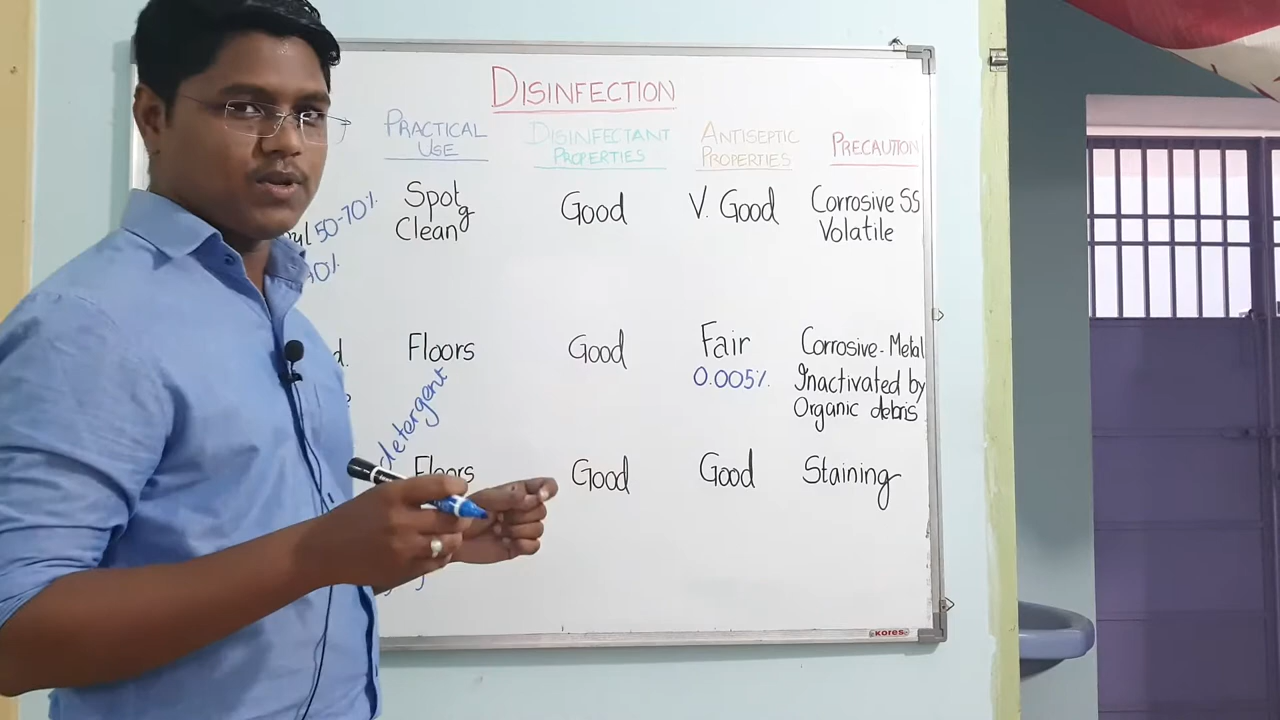 DISINFECTION
PRACTICAL USE
DISINFECTANT PROPERTIES
ANTISEPTIC PROPERTIES
PRECAUTION
50-70%
Spot Clean
Good
V. Good
Corrosive SS
Volatile
Floors
Good
Fair
0.005%
Corrosive-Metal
Inactivated by
Organic debris
detergent
Floors
Good
Good
Staining
KORES